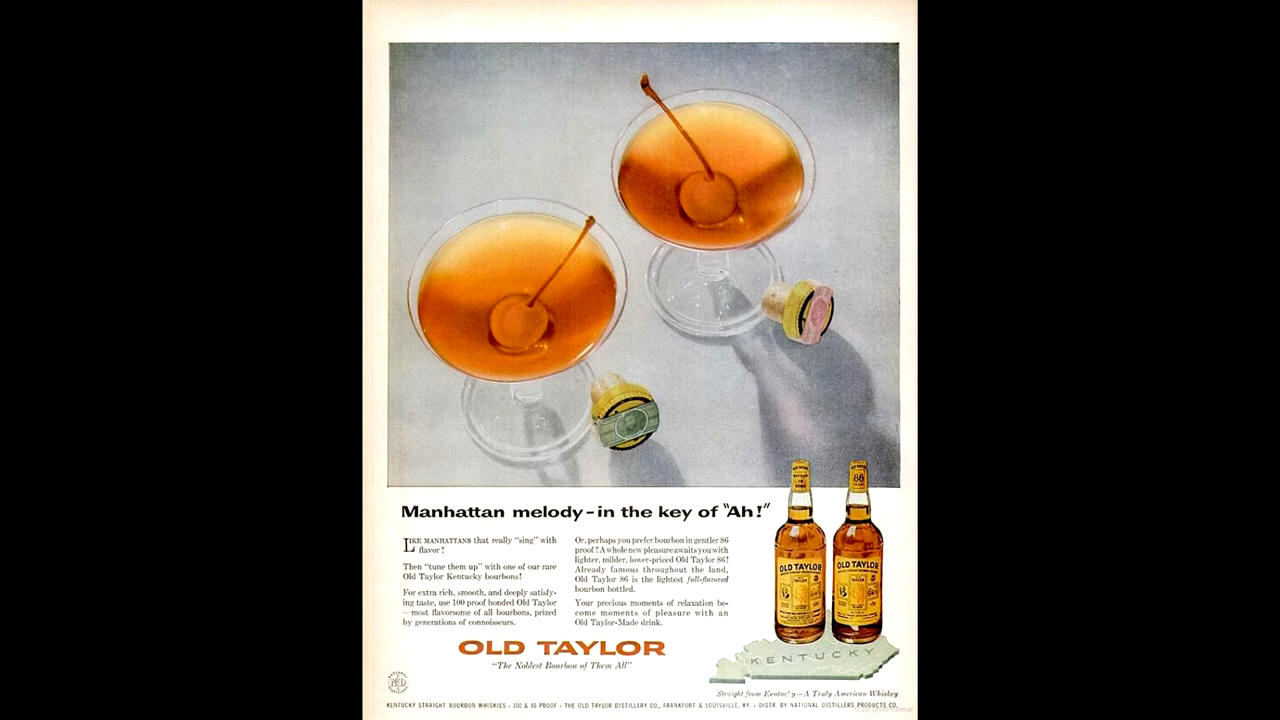 Manhattan melody-in the key of "Ah!"
LIKE MANHATTANS that really "sing" with
flavor?
Then "tune them up" with one of our rare
Old Taylor Kentucky bourbons!
For extra rich, smooth, and deeply satisfy-
ing taste, use 100 proof bonded Old Taylor
—most flavorsome of all bourbons, prized
by generations of connoisseurs.
Or, perhaps you prefer bourbon in gentler 86
proof? A whole new pleasure awaits you with
lighter, milder, lower-priced Old Taylor 86!
Already famous throughout the land,
Old Taylor 86 is the lightest full-flavored
bourbon bottled.
Your precious moments of relaxation be-
come moments of pleasure with an
Old Taylor-Made drink.
OLD TAYLOR
"The Noblest Bourbon of Them All"
86
OLD TAYLOR
TAYLOR
OLD TAYLOR
TAYLOR
KENTUCKY
Straight from Kentucky—A Truly American Whiskey
KENTUCKY STRAIGHT BOURBON WHISKIES • 100 & 86 PROOF • THE OLD TAYLOR DISTILLERY CO., FRANKFORT & LOUISVILLE, KY. • DISTR. BY NATIONAL DISTILLERS PRODUCTS CO.